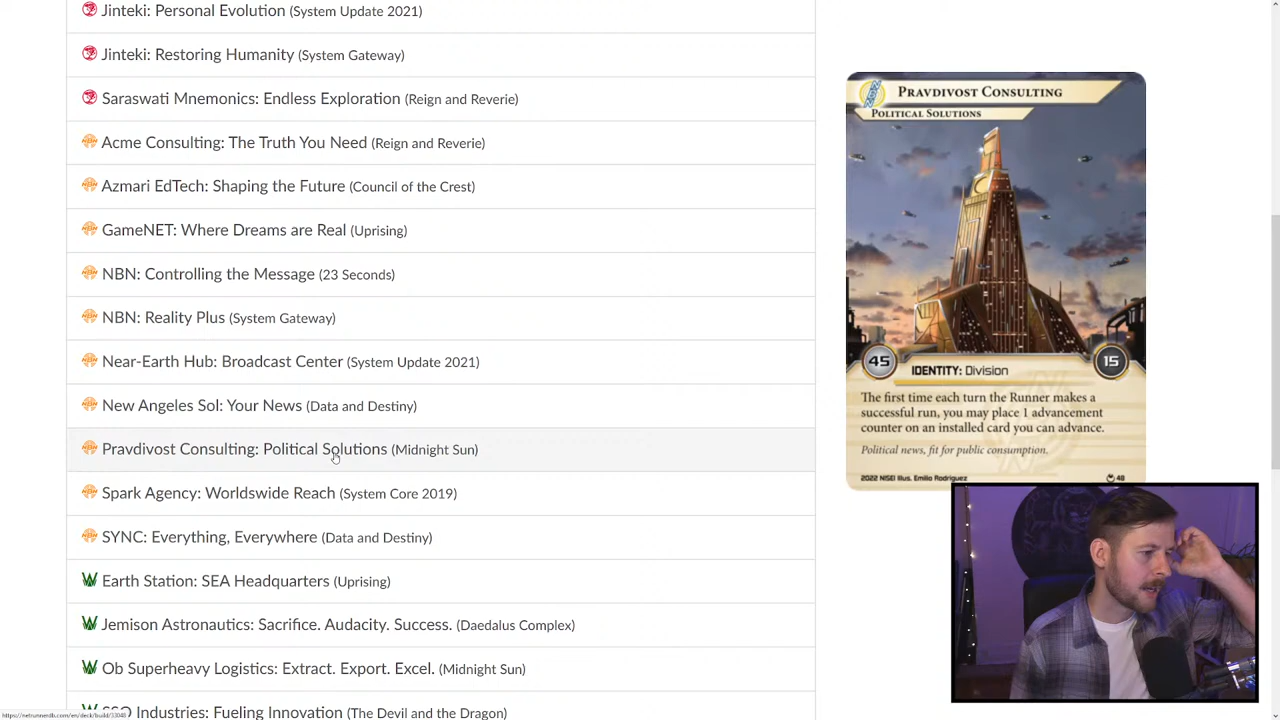 Jinteki: Personal Evolution (System Update 2021)
Jinteki: Restoring Humanity (System Gateway)
Saraswati Mnemonics: Endless Exploration (Reign and Reverie)
Acme Consulting: The Truth You Need (Reign and Reverie)
Azmari EdTech: Shaping the Future (Council of the Crest)
GameNET: Where Dreams are Real (Uprising)
NBN: Controlling the Message (23 Seconds)
NBN: Reality Plus (System Gateway)
Near-Earth Hub: Broadcast Center (System Update 2021)
New Angeles Sol: Your News (Data and Destiny)
Pravdivost Consulting: Political Solutions (Midnight Sun)
Spark Agency: Worldswide Reach (System Core 2019)
SYNC: Everything, Everywhere (Data and Destiny)
Earth Station: SEA Headquarters (Uprising)
Jemison Astronautics: Sacrifice. Audacity. Success. (Daedalus Complex)
Ob Superheavy Logistics: Extract. Export. Excel. (Midnight Sun)
SSO Industries: Fueling Innovation (The Devil and the Dragon)
PRAVDIVOST CONSULTING
POLITICAL SOLUTIONS
45
IDENTITY: Division
15
The first time each turn the Runner makes a
successful run, you may place 1 advancement
counter on an installed card you can advance.
Political news, fit for public consumption.
2022 NISEI Illus. Emilio Rodriguez
48